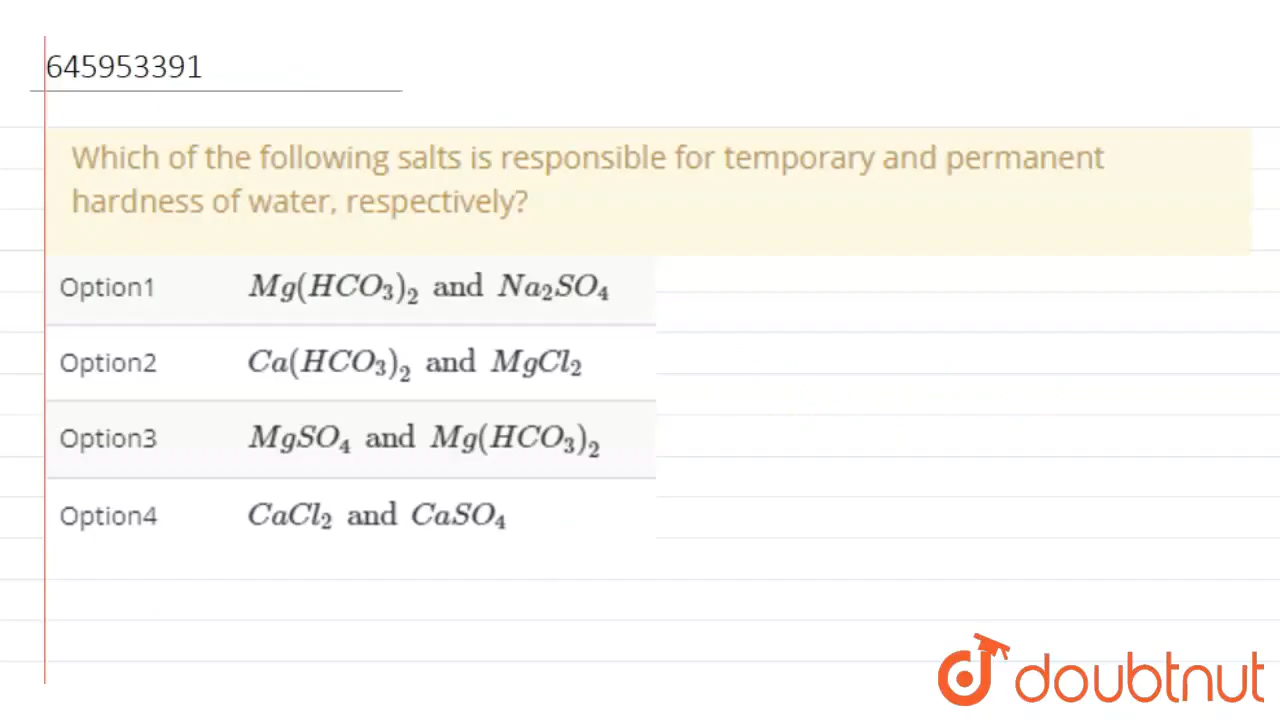 645953391
Which of the following salts is responsible for temporary and permanent
hardness of water, respectively?
Option1 Mg(HCO₃)₂ and Na₂SO₄
Option2 Ca(HCO₃)₂ and MgCl₂
Option3 MgSO₄ and Mg(HCO₃)₂
Option4 CaCl₂ and CaSO₄
doubtnut